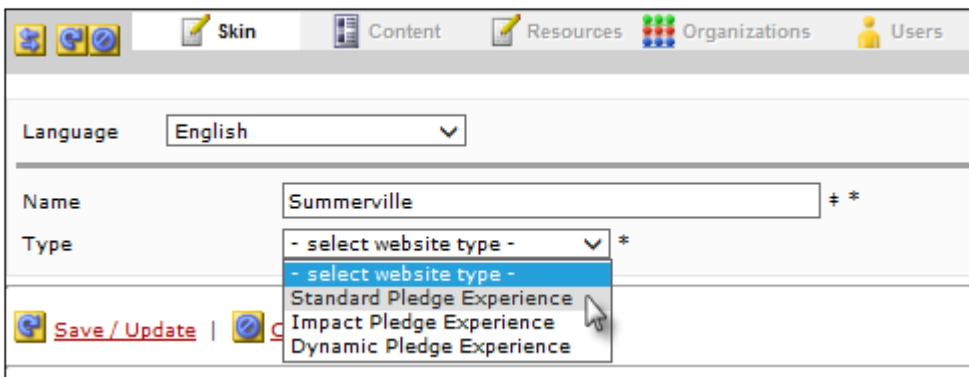 Skin Content Resources Organizations Users
Language English
Name Summerville ‡ *
Type - select website type - *
- select website type -
Standard Pledge Experience
Impact Pledge Experience
Dynamic Pledge Experience
Save / Update | C